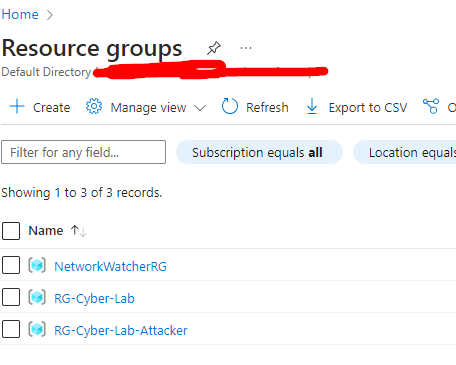 Home >
Resource groups ...
Default Directory
+ Create Manage view Refresh Export to CSV
Filter for any field... Subscription equals all Location equals
Showing 1 to 3 of 3 records.
Name ↑↓
NetworkWatcherRG
RG-Cyber-Lab
RG-Cyber-Lab-Attacker